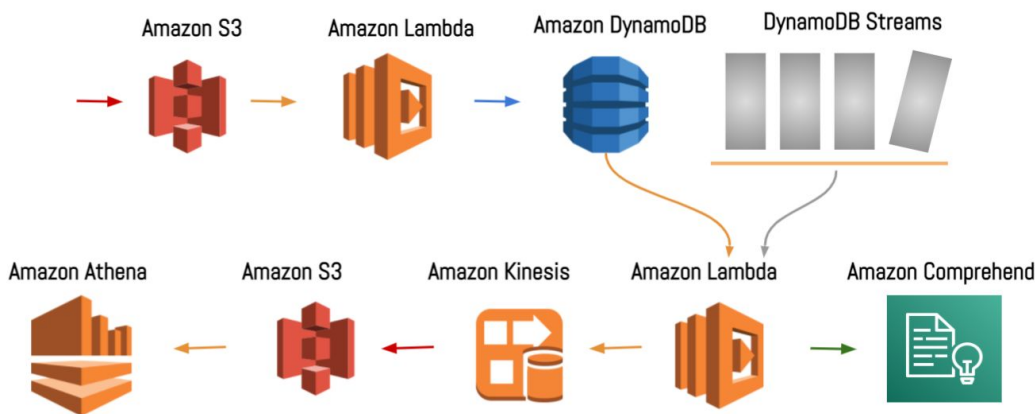 Amazon S3
Amazon Lambda
Amazon DynamoDB
DynamoDB Streams
Amazon Athena
Amazon S3
Amazon Kinesis
Amazon Lambda
Amazon Comprehend